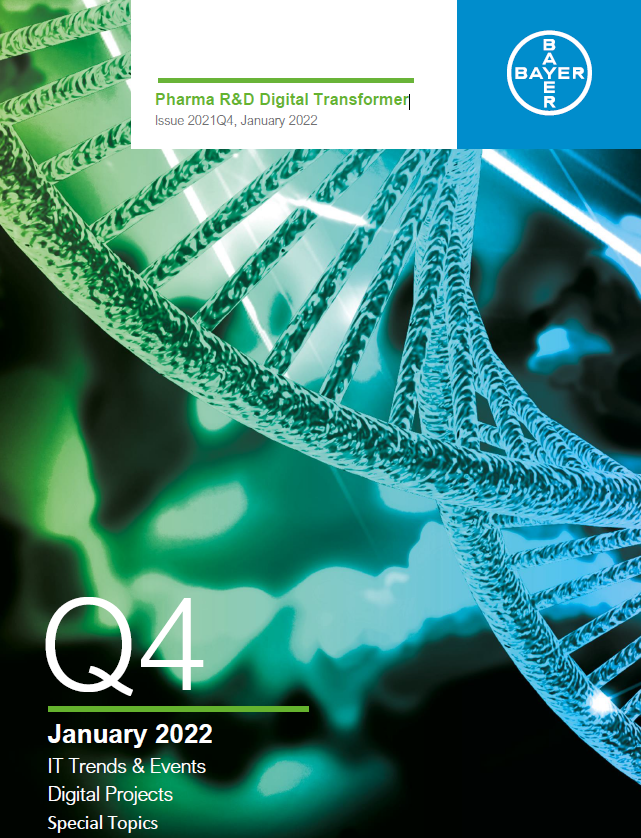 Pharma R&D Digital Transformer
Issue 2021Q4, January 2022
BAYER
BAYER
Q4
January 2022
IT Trends & Events
Digital Projects
Special Topics